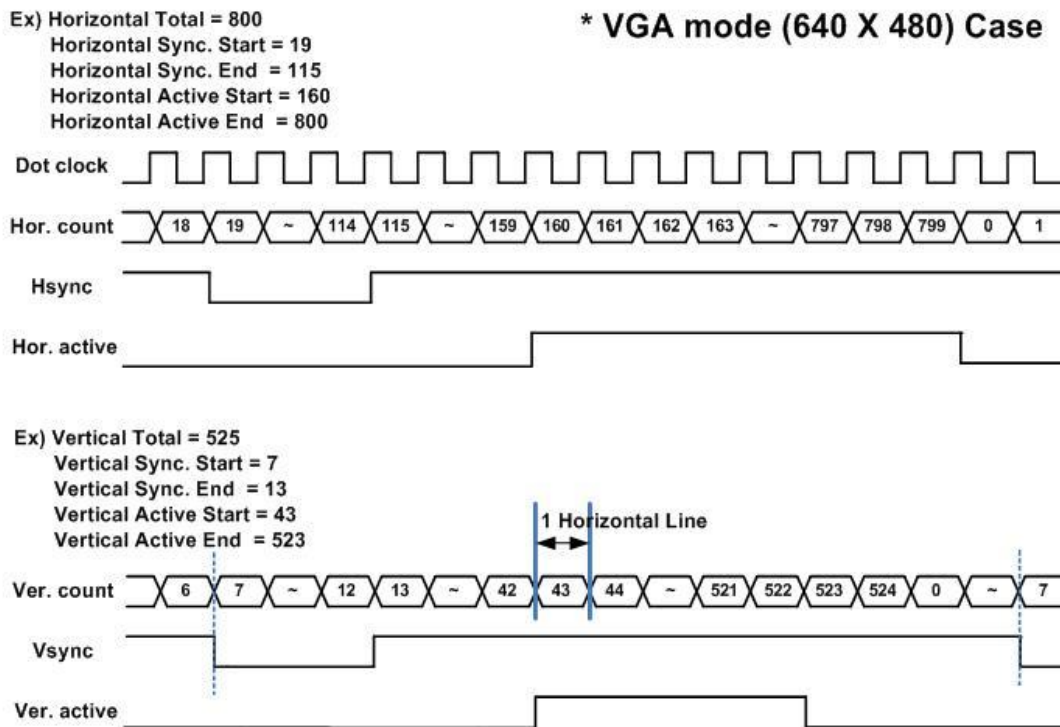 Ex) Horizontal Total = 800
* VGA mode (640 X 480) Case
Horizontal Sync. Start = 19
Horizontal Sync. End = 115
Horizontal Active Start = 160
Horizontal Active End = 800
Dot clock
Hor. count 18 19 ~ 114 115 ~ 159 160 161 162 163 ~ 797 798 799 0 1
Hsync
Hor. active
Ex) Vertical Total = 525
Vertical Sync. Start = 7
Vertical Sync. End = 13
Vertical Active Start = 43
Vertical Active End = 523
1 Horizontal Line
Ver. count 6 7 ~ 12 13 ~ 42 43 44 ~ 521 522 523 524 0 ~ 7
Vsync
Ver. active